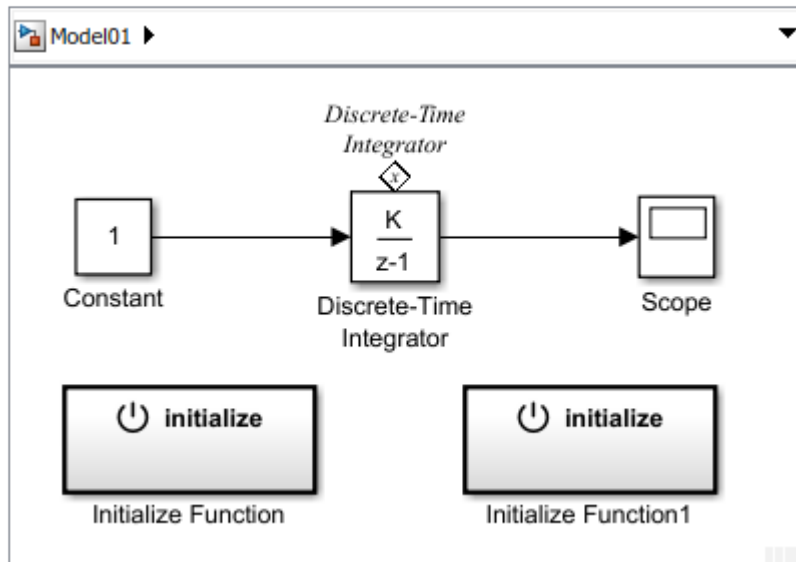 Model01
Discrete-Time
Integrator
x
1
K
z-1
Constant
Discrete-Time
Integrator
Scope
initialize
initialize
Initialize Function
Initialize Function1